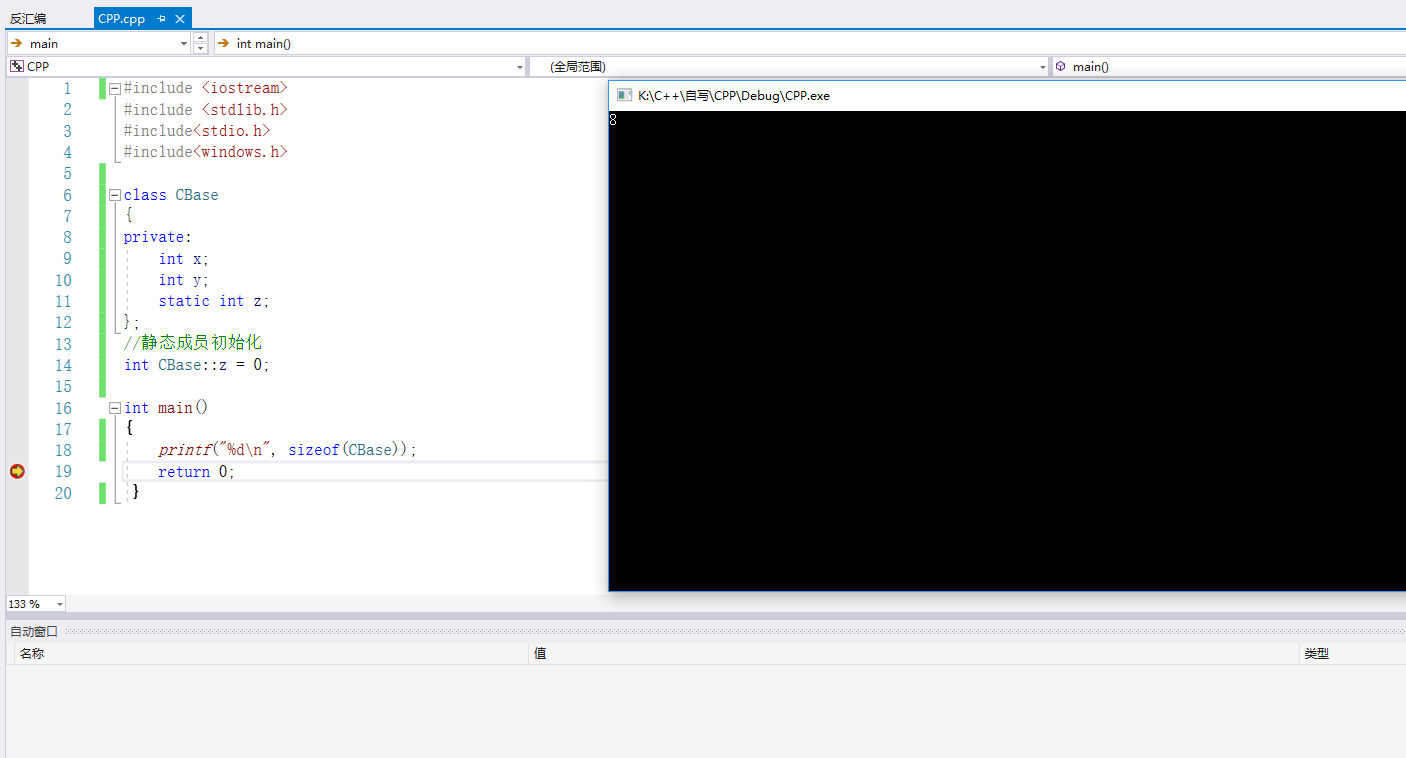 反汇编 CPP.cpp
main int main()
CPP (全局范围) main()
K:\C++\自写\CPP\Debug\CPP.exe
8
1 #include <iostream>
2 #include <stdlib.h>
3 #include<stdio.h>
4 #include<windows.h>
5
6 class CBase
7 {
8 private:
9 int x;
10 int y;
11 static int z;
12 };
13 //静态成员初始化
14 int CBase::z = 0;
15
16 int main()
17 {
18 printf("%d\n", sizeof(CBase));
19 return 0;
20 }
133 %
自动窗口
名称 值 类型